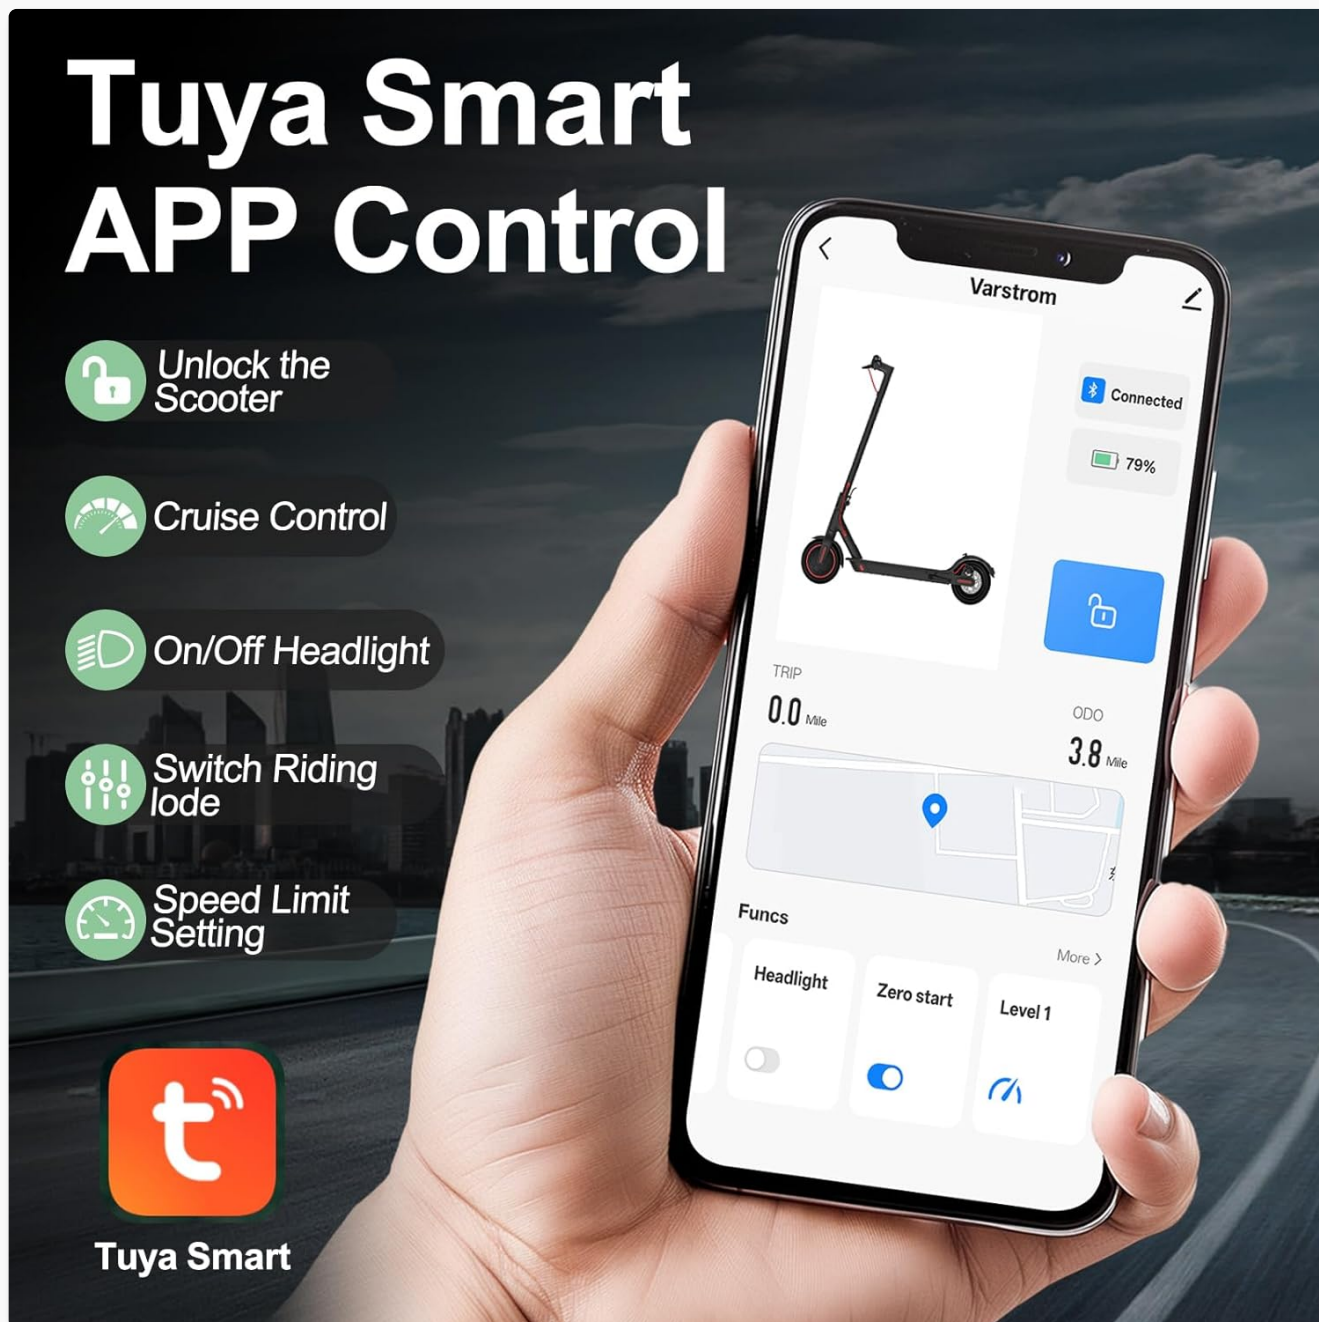 Tuya Smart
APP Control
Unlock the
Scooter
Cruise Control
On/Off Headlight
Switch Riding
lode
Speed Limit
Setting
Tuya Smart
Varstrom
Connected
79%
TRIP
0.0 Mile
ODO
3.8 Mile
Funcs
More >
Headlight
Zero start
Level 1